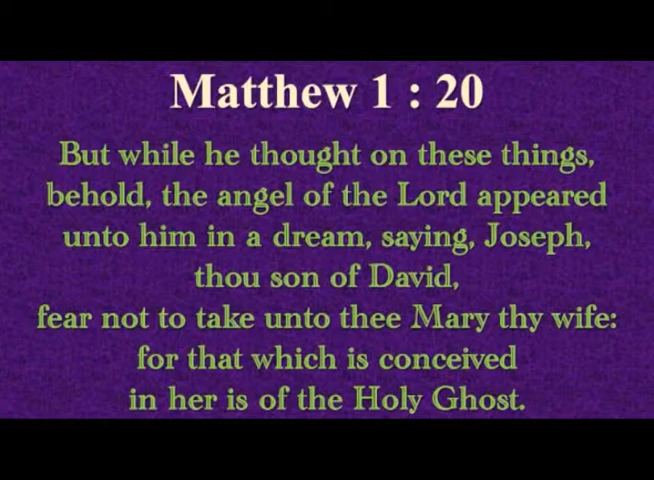 Matthew 1 : 20
But while he thought on these things,
behold, the angel of the Lord appeared
unto him in a dream, saying, Joseph,
thou son of David,
fear not to take unto thee Mary thy wife:
for that which is conceived
in her is of the Holy Ghost.